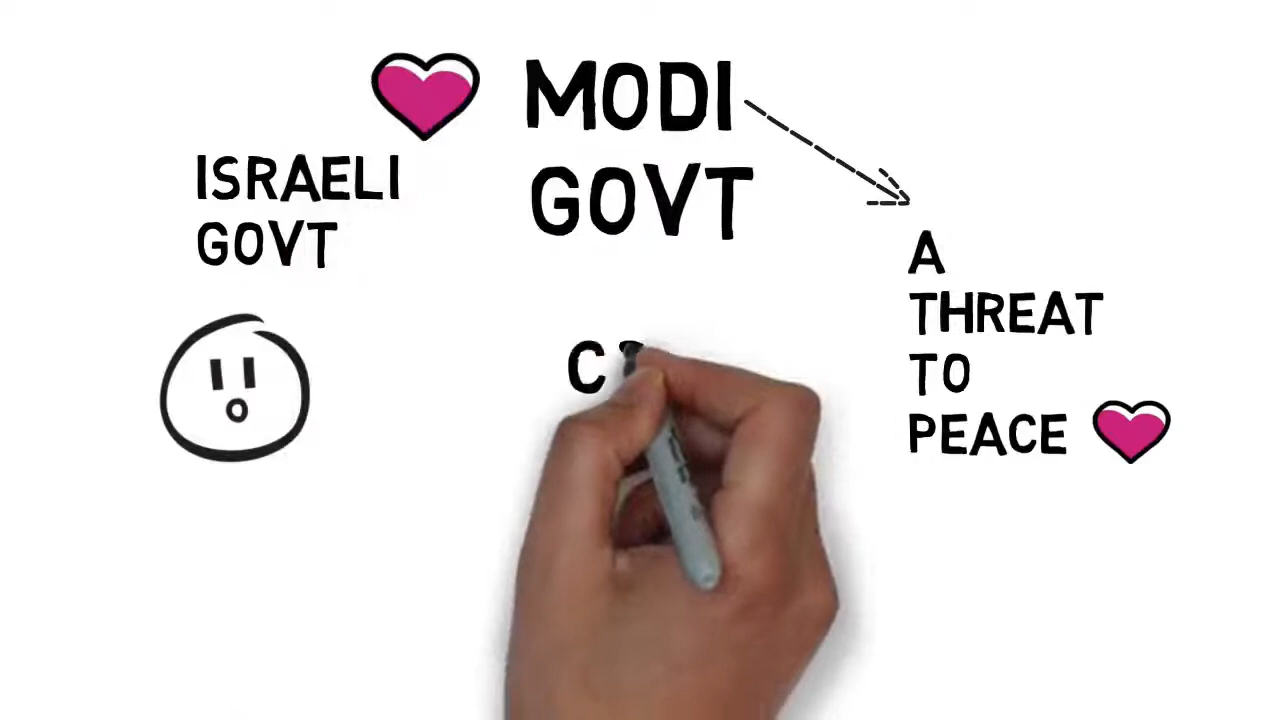 MODI
GOVT
ISRAELI
GOVT
A
THREAT
TO
PEACE
C